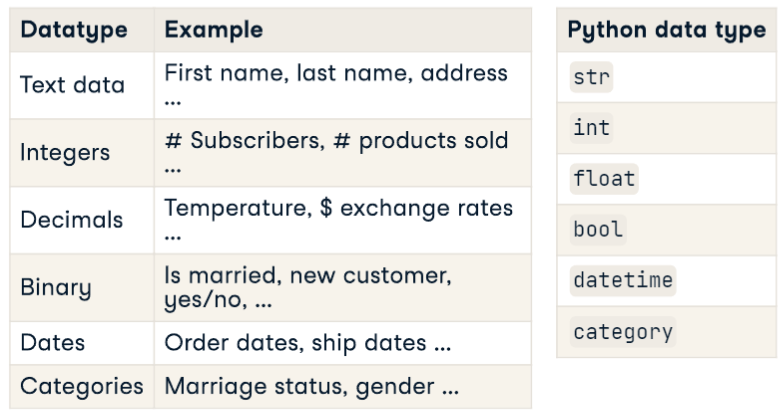 Datatype Example
Text data First name, last name, address
...
Integers # Subscribers, # products sold
...
Decimals Temperature, $ exchange rates
...
Binary Is married, new customer,
yes/no, ...
Dates Order dates, ship dates ...
Categories Marriage status, gender ...
Python data type
str
int
float
bool
datetime
category